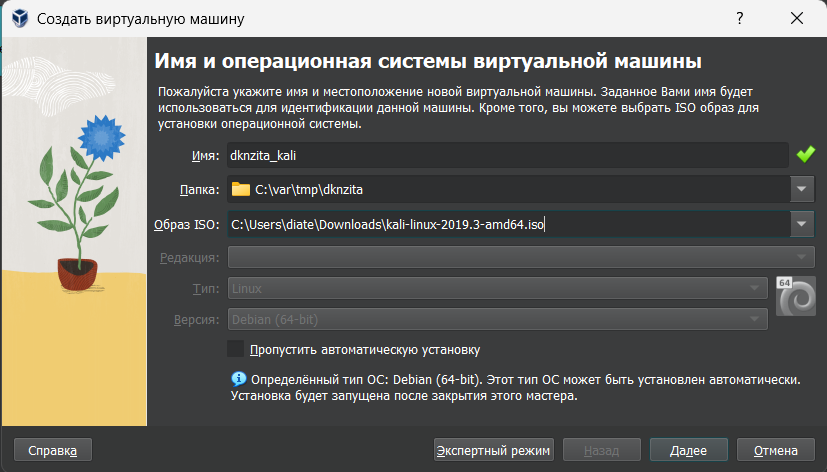 Создать виртуальную машину
?
Имя и операционная системы виртуальной машины
Пожалуйста укажите имя и местоположение новой виртуальной машины. Заданное Вами имя будет
использоваться для идентификации данной машины. Кроме того, вы можете выбрать ISO образ для
установки операционной системы.
Имя: dknzita_kali
Папка: C:\var\tmp\dknzita
Образ ISO: C:\Users\diate\Downloads\kali-linux-2019.3-amd64.iso
Редакция:
Тип: Linux
64
Версия: Debian (64-bit)
Пропустить автоматическую установку
Определённый тип ОС: Debian (64-bit). Этот тип ОС может быть установлен автоматически.
Установка будет запущена после закрытия этого мастера.
Справка Экспертный режим Назад Далее Отмена